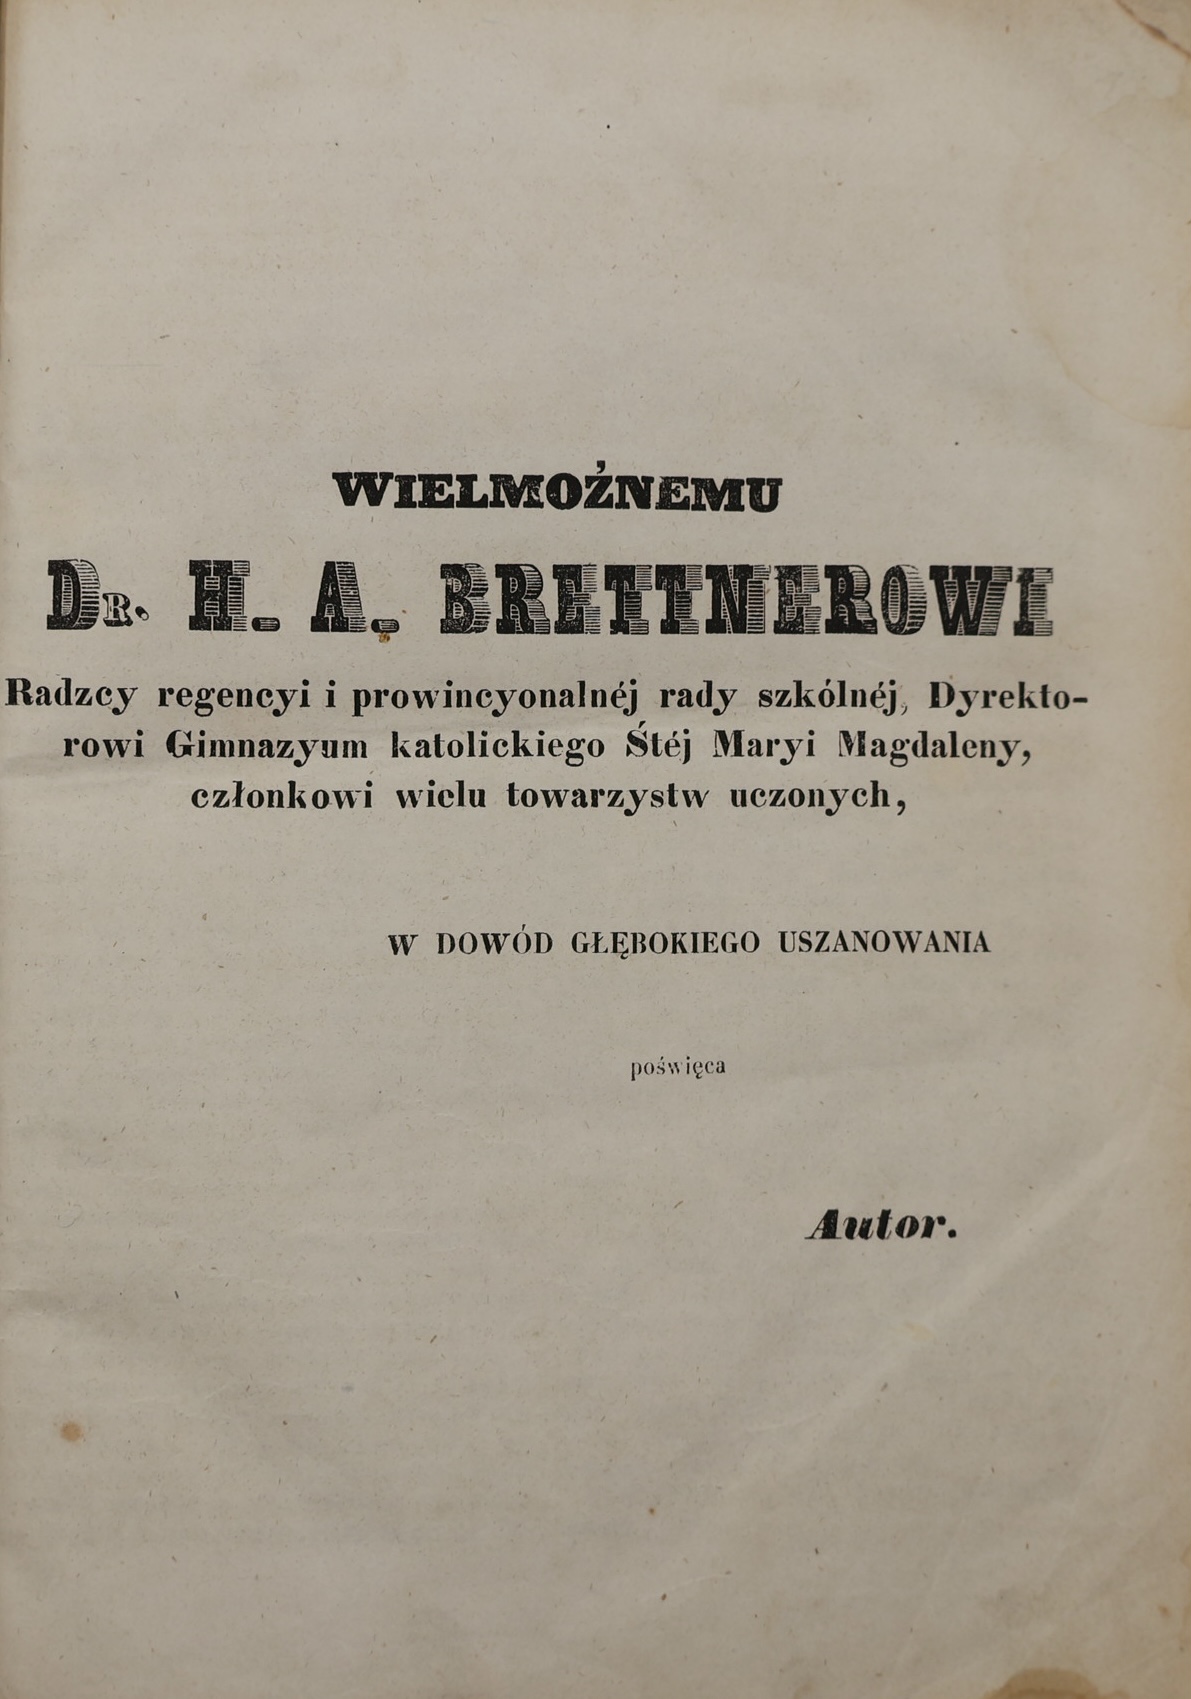 WIELMOŹNEMU
DR. H. A. BRETTNEROWI
Radzcy regencyi i prowincyonalnéj rady szkólnéj, Dyrekto-
rowi Gimnazyum katolickiego Śtéj Maryi Magdaleny,
członkowi wielu towarzystw uczonych,
W DOWÓD GŁĘBOKIEGO USZANOWANIA
poświęca
Autor.